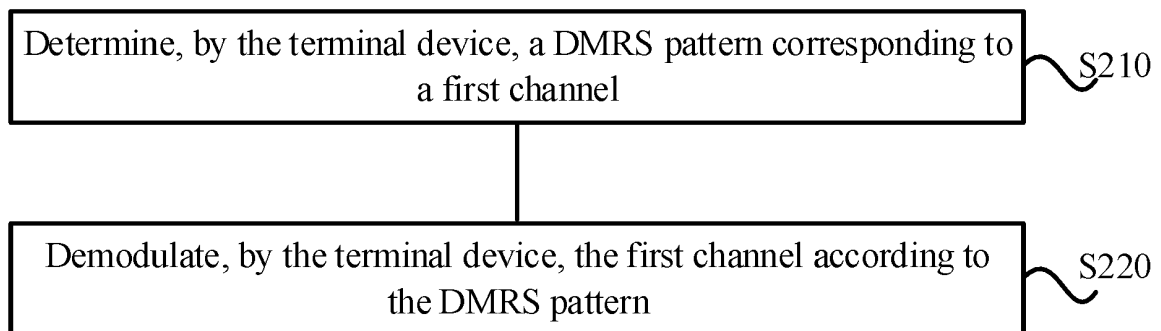 Determine, by the terminal device, a DMRS pattern corresponding to
a first channel
S210
Demodulate, by the terminal device, the first channel according to
the DMRS pattern
S220